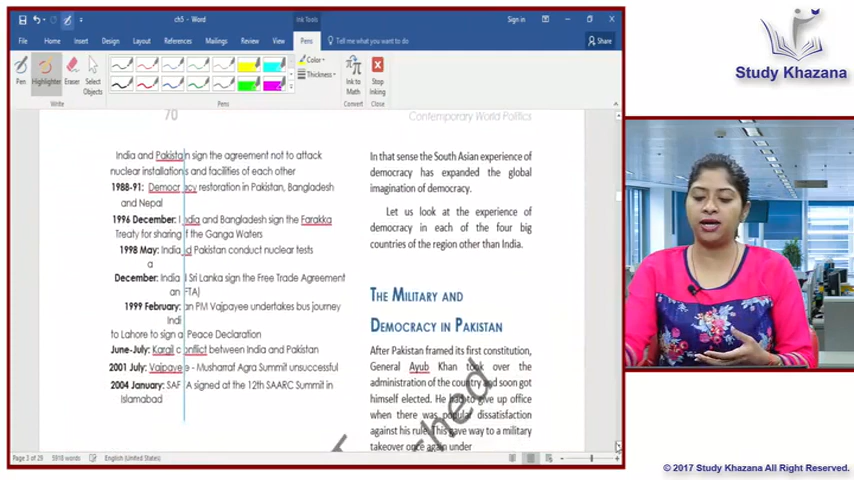 ch5 - Word
Ink Tools
Sign in
File Home Insert Design Layout References Mailings Review View Pens Tell me what you want to do... Share
Pen Highlighter Eraser Select Objects
Color
Thickness
Ink to Math
Stop Inking
Write Pens Convert Close
70
Contemporary World Politics
India and Pakistan sign the agreement not to attack
nuclear installations and facilities of each other
1988-91: Democracy restoration in Pakistan, Bangladesh
and Nepal
1996 December: India and Bangladesh sign the Farakka
Treaty for sharing of the Ganga Waters
1998 May: India nd Pakistan conduct nuclear tests
a
December: India d Sri Lanka sign the Free Trade Agreement
an FTA)
1999 February: an PM Vajpayee undertakes bus journey
Indi
to Lahore to sign a Peace Declaration
June-July: Kargil conflict between India and Pakistan
2001 July: Vajpayee - Musharraf Agra Summit unsuccessful
2004 January: SAF A signed at the 12th SAARC Summit in
Islamabad
In that sense the South Asian experience of
democracy has expanded the global
imagination of democracy.
Let us look at the experience of
democracy in each of the four big
countries of the region other than India.
THE MILITARY AND
DEMOCRACY IN PAKISTAN
After Pakistan framed its first constitution,
General Ayub Khan took over the
administration of the country and soon got
himself elected. He had to give up office
when there was popular dissatisfaction
against his rule. This gave way to a military
takeover once again under
Page 3 of 29 5918 words English (United States)
Study Khazana
© 2017 Study Khazana All Right Reserved.